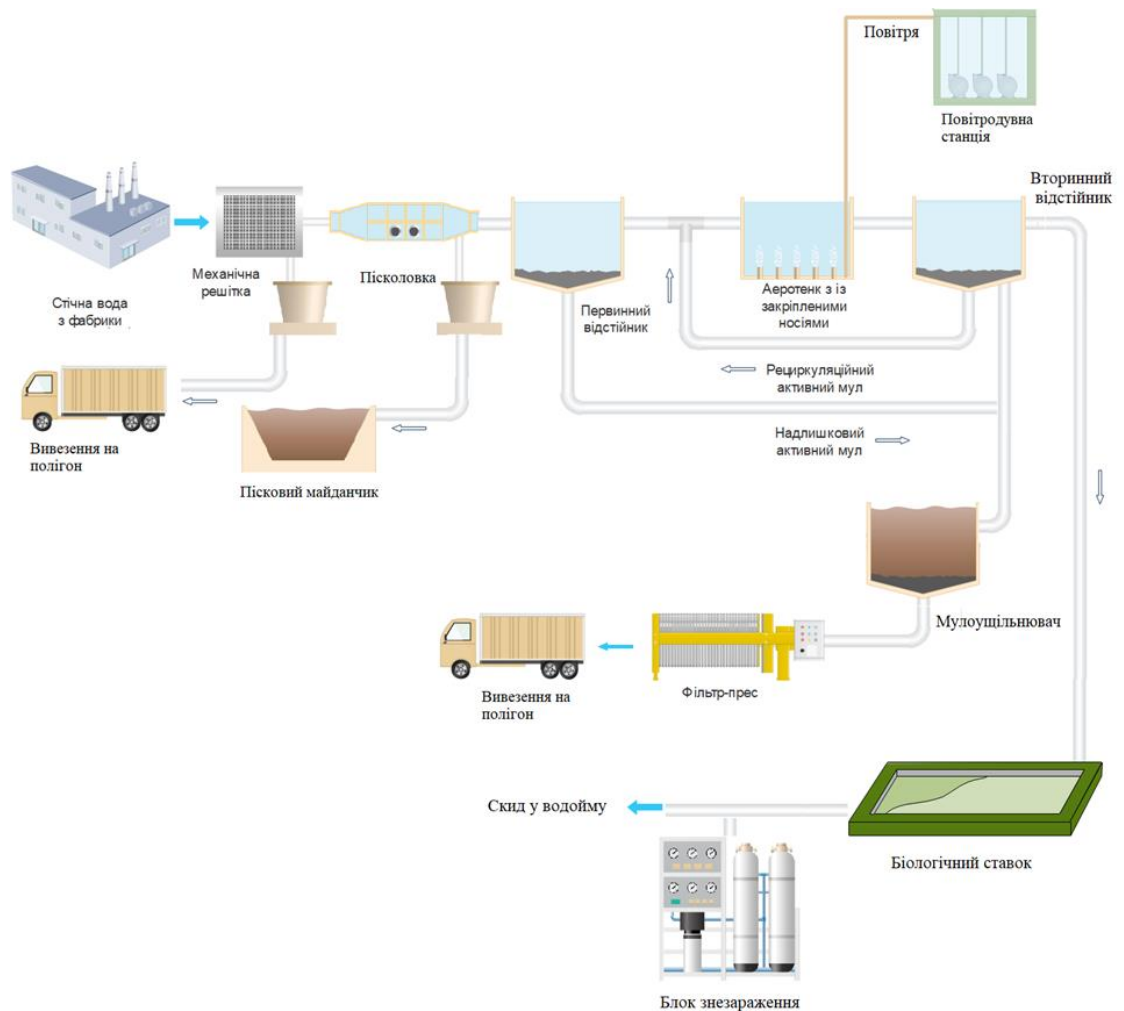 Повітря
Повітродувна
станція
Вторинний
відстійник
Стічна вода
з фабрики
Механічна
решітка
Пісколовка
Первинний
відстійник
Аеротенк з із
закріпленими
носіями
Рециркуляційний
активний мул
Надлишковий
активний мул
Вивезення на
полігон
Пісковий майданчик
Мулоущільнювач
Вивезення на
полігон
Фільтр-прес
Скид у водойму
Біологічний ставок
Блок знезараження